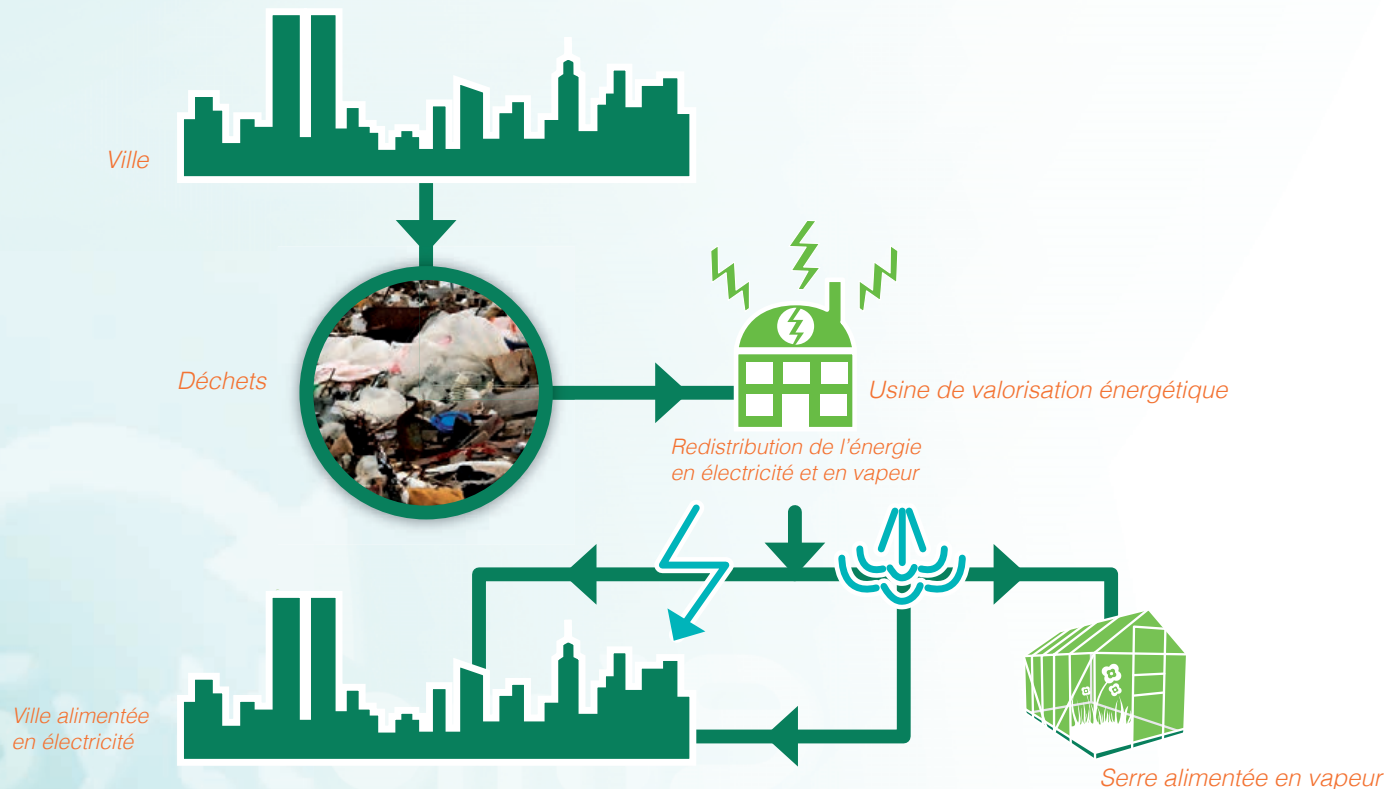 Ville
Déchets
Usine de valorisation énergétique
Redistribution de l'énergie
en électricité et en vapeur
Ville alimentée
en électricité
Serre alimentée en vapeur